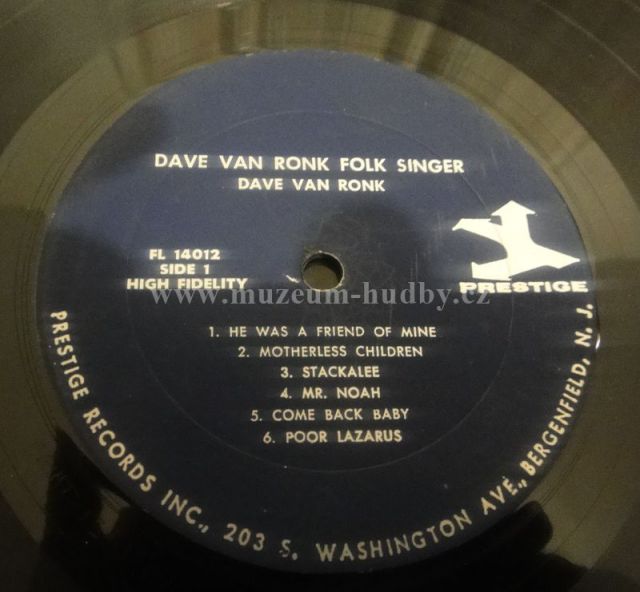 DAVE VAN RONK FOLK SINGER
DAVE VAN RONK
FL 14012
SIDE 1
HIGH FIDELITY
PRESTIGE
www.muzeum-hudby.cz
1. HE WAS A FRIEND OF MINE
2. MOTHERLESS CHILDREN
3. STACKALEE
4. MR. NOAH
5. COME BACK BABY
6. POOR LAZARUS
PRESTIGE RECORDS INC., 203 S. WASHINGTON AVE., BERGENFIELD, N. J.